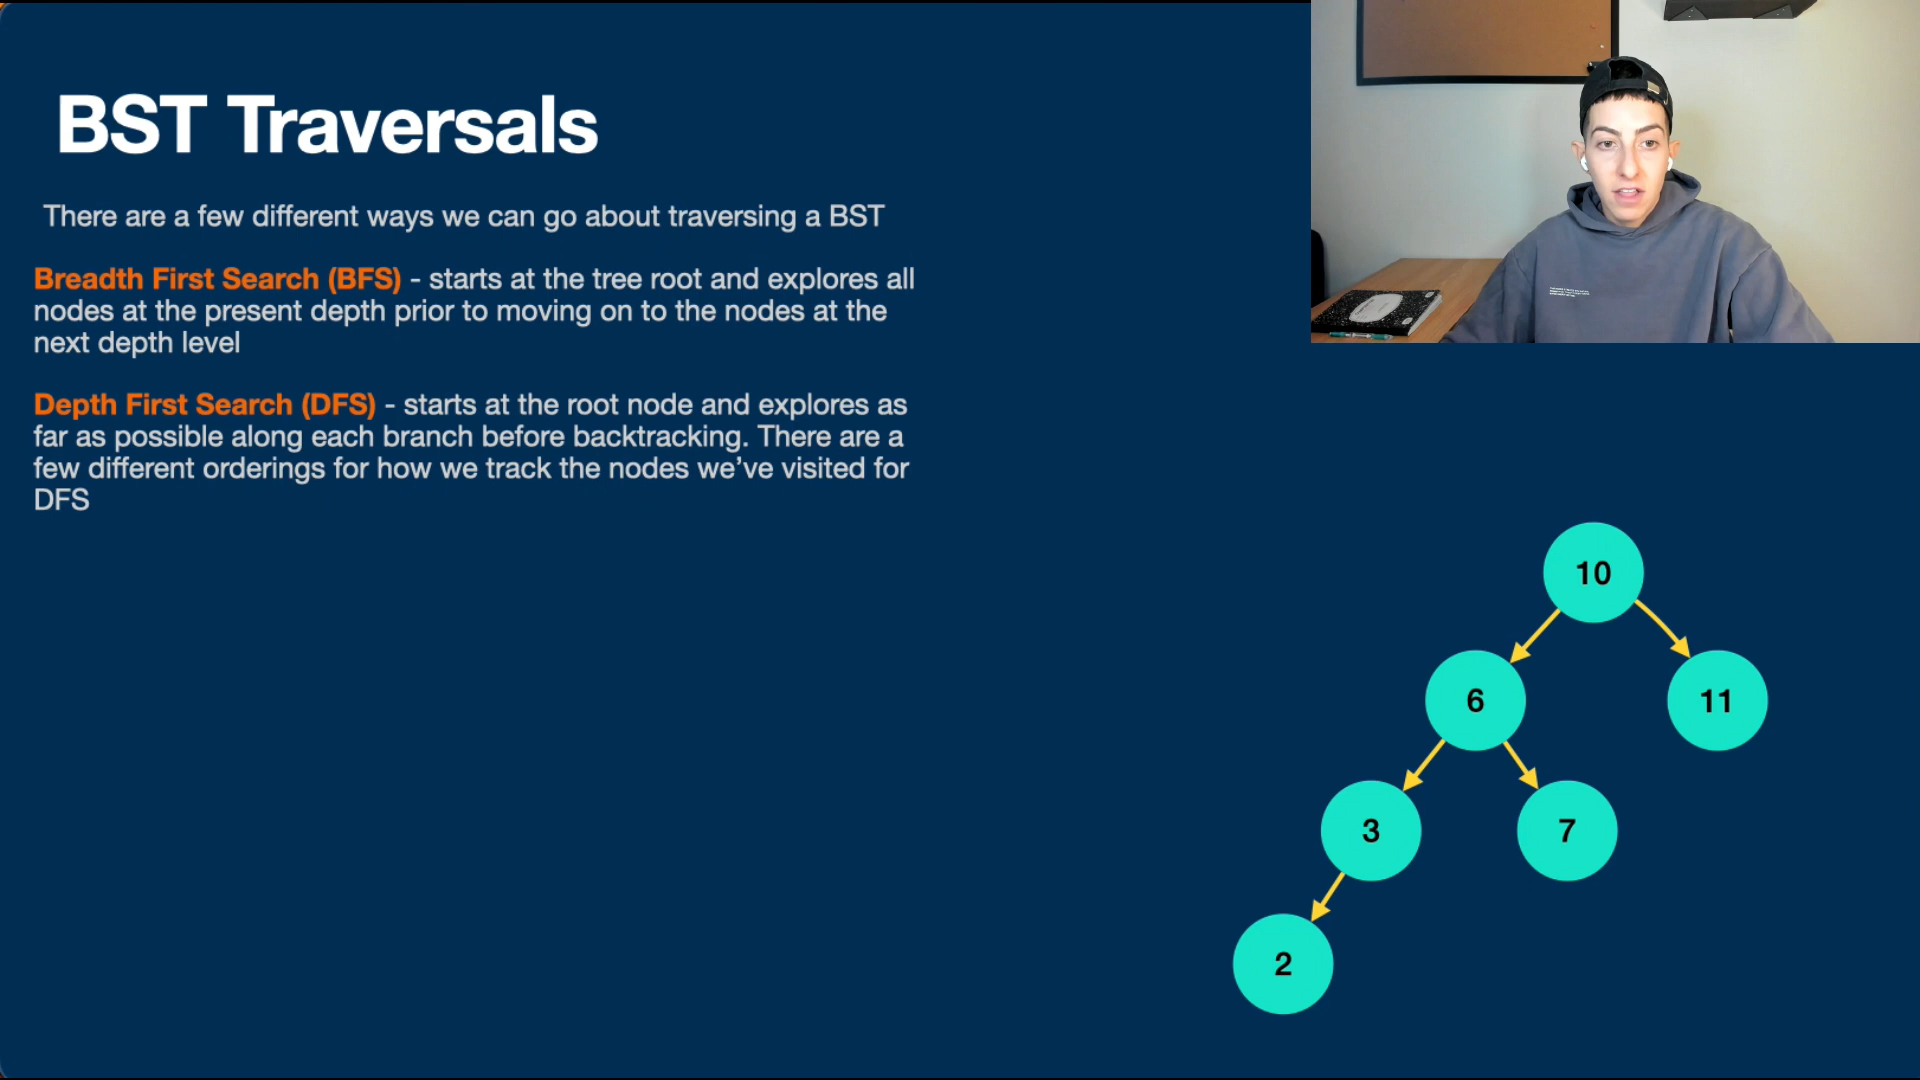 BST Traversals
There are a few different ways we can go about traversing a BST
Breadth First Search (BFS) - starts at the tree root and explores all
nodes at the present depth prior to moving on to the nodes at the
next depth level
Depth First Search (DFS) - starts at the root node and explores as
far as possible along each branch before backtracking. There are a
few different orderings for how we track the nodes we’ve visited for
DFS
10
6
11
3
7
2